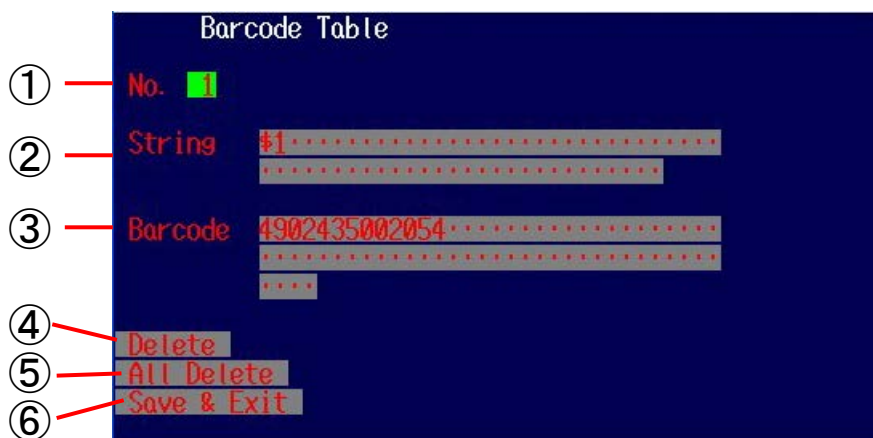 Barcode Table
① No. 1
② String $1
③ Barcode 4902435002054
④ Delete
⑤ All Delete
⑥ Save & Exit